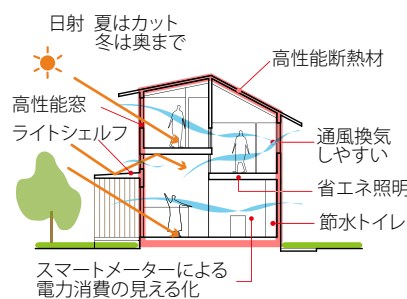 日射 夏はカット
冬は奥まで
高性能断熱材
高性能窓
ライトシェルフ
通風換気
しやすい
省エネ照明
節水トイレ
スマートメーターによる
電力消費の見える化